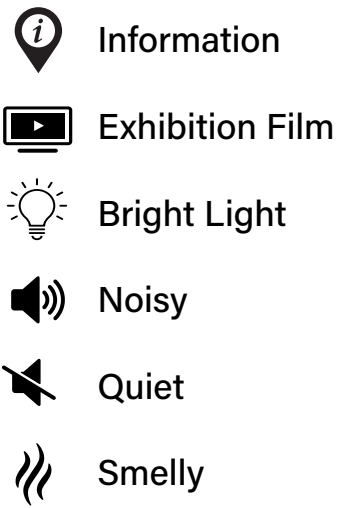 i
Information
Exhibition Film
Bright Light
Noisy
Quiet
Smelly